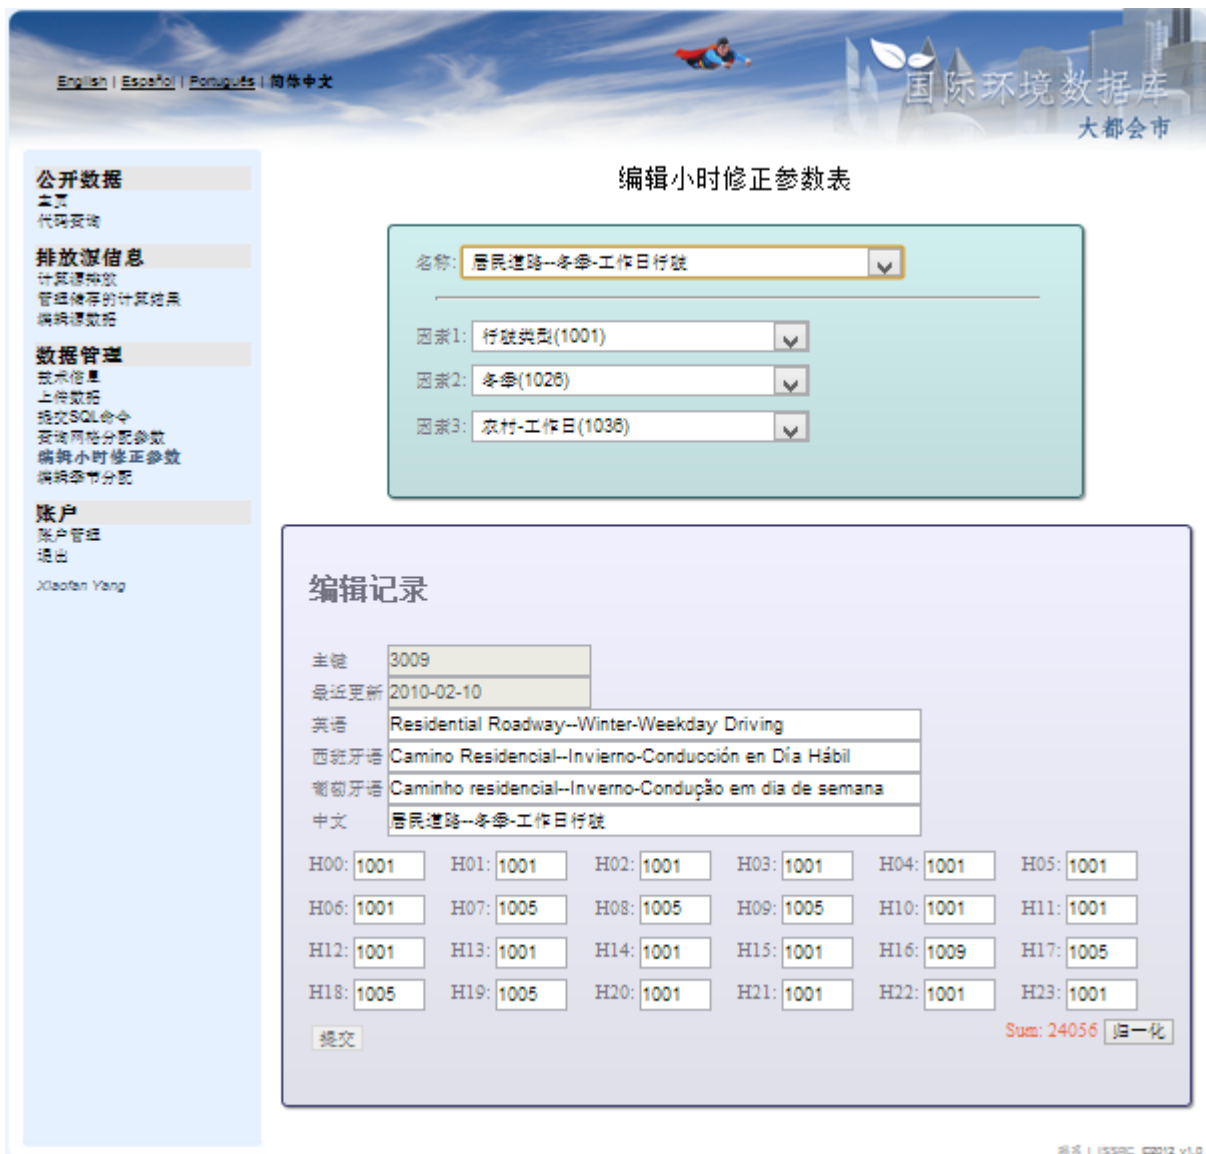 English | Español | Português | 简体中文
国际环境数据库
大都会市
公开数据
主页
代码查询
排放源信息
计算源排放
管理储存的计算结果
编辑源数据
数据管理
技术信息
上传数据
提交SQL命令
查询网格分配参数
编辑小时修正参数
编辑季节分配
账户
账户管理
退出
Xiaofan Yang
编辑小时修正参数表
名称: 居民道路--冬季-工作日行驶
因素1: 行驶类型(1001)
因素2: 冬季(1026)
因素3: 农村-工作日(1036)
编辑记录
主键 3009
最近更新 2010-02-10
英语 Residential Roadway--Winter-Weekday Driving
西班牙语 Camino Residencial--Invierno-Conducción en Día Hábil
葡萄牙语 Caminho residencial--Inverno-Condução em dia de semana
中文 居民道路--冬季-工作日行驶
H00: 1001 H01: 1001 H02: 1001 H03: 1001 H04: 1001 H05: 1001
H06: 1001 H07: 1005 H08: 1005 H09: 1005 H10: 1001 H11: 1001
H12: 1001 H13: 1001 H14: 1001 H15: 1001 H16: 1009 H17: 1005
H18: 1005 H19: 1005 H20: 1001 H21: 1001 H22: 1001 H23: 1001
提交 Sum: 24056 归一化
| ISSRC ©2012 v1.0